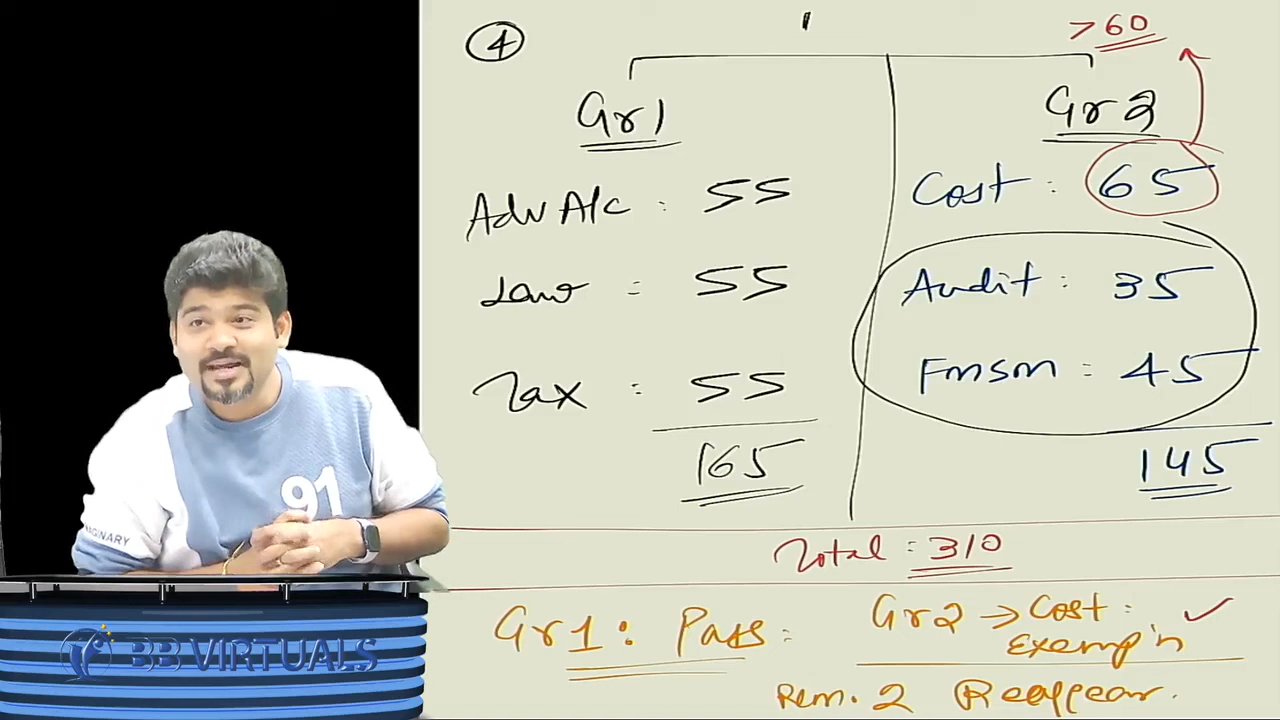 ④
>60
Gr1
Gr2
Adv A/c : 55
Cost : 65
Law = 55
Audit : 35
Tax : 55
Fmsm : 45
165
145
Total : 310
Gr1 : Pass :
Gr2 → Cost : ✓
Exemp'n
Rem. 2 Reappear.
91
IMAGINARY
BB VIRTUALS